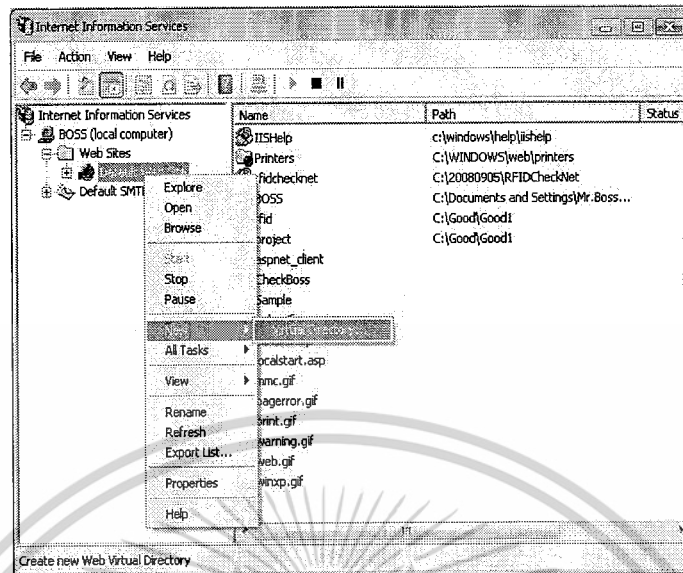 Internet Information Services
File Action View Help
Internet Information Services
BOSS (local computer)
Web Sites
Default SMT
Name Path Status
IISHelp c:\windows\help\iishelp
Printers C:\WINDOWS\web\printers
fidchecknet C:\20080905\RFIDCheckNet
BOSS C:\Documents and Settings\Mr.Boss...
fid C:\Good\Good1
project C:\Good\Good1
aspnet_client
CheckBoss
Sample
ocalstart.asp
mmc.gif
pagerror.gif
print.gif
warning.gif
web.gif
winxp.gif
Explore
Open
Browse
Start
Stop
Pause
New
Virtual Directory...
All Tasks
View
Rename
Refresh
Export List...
Properties
Help
Create new Web Virtual Directory